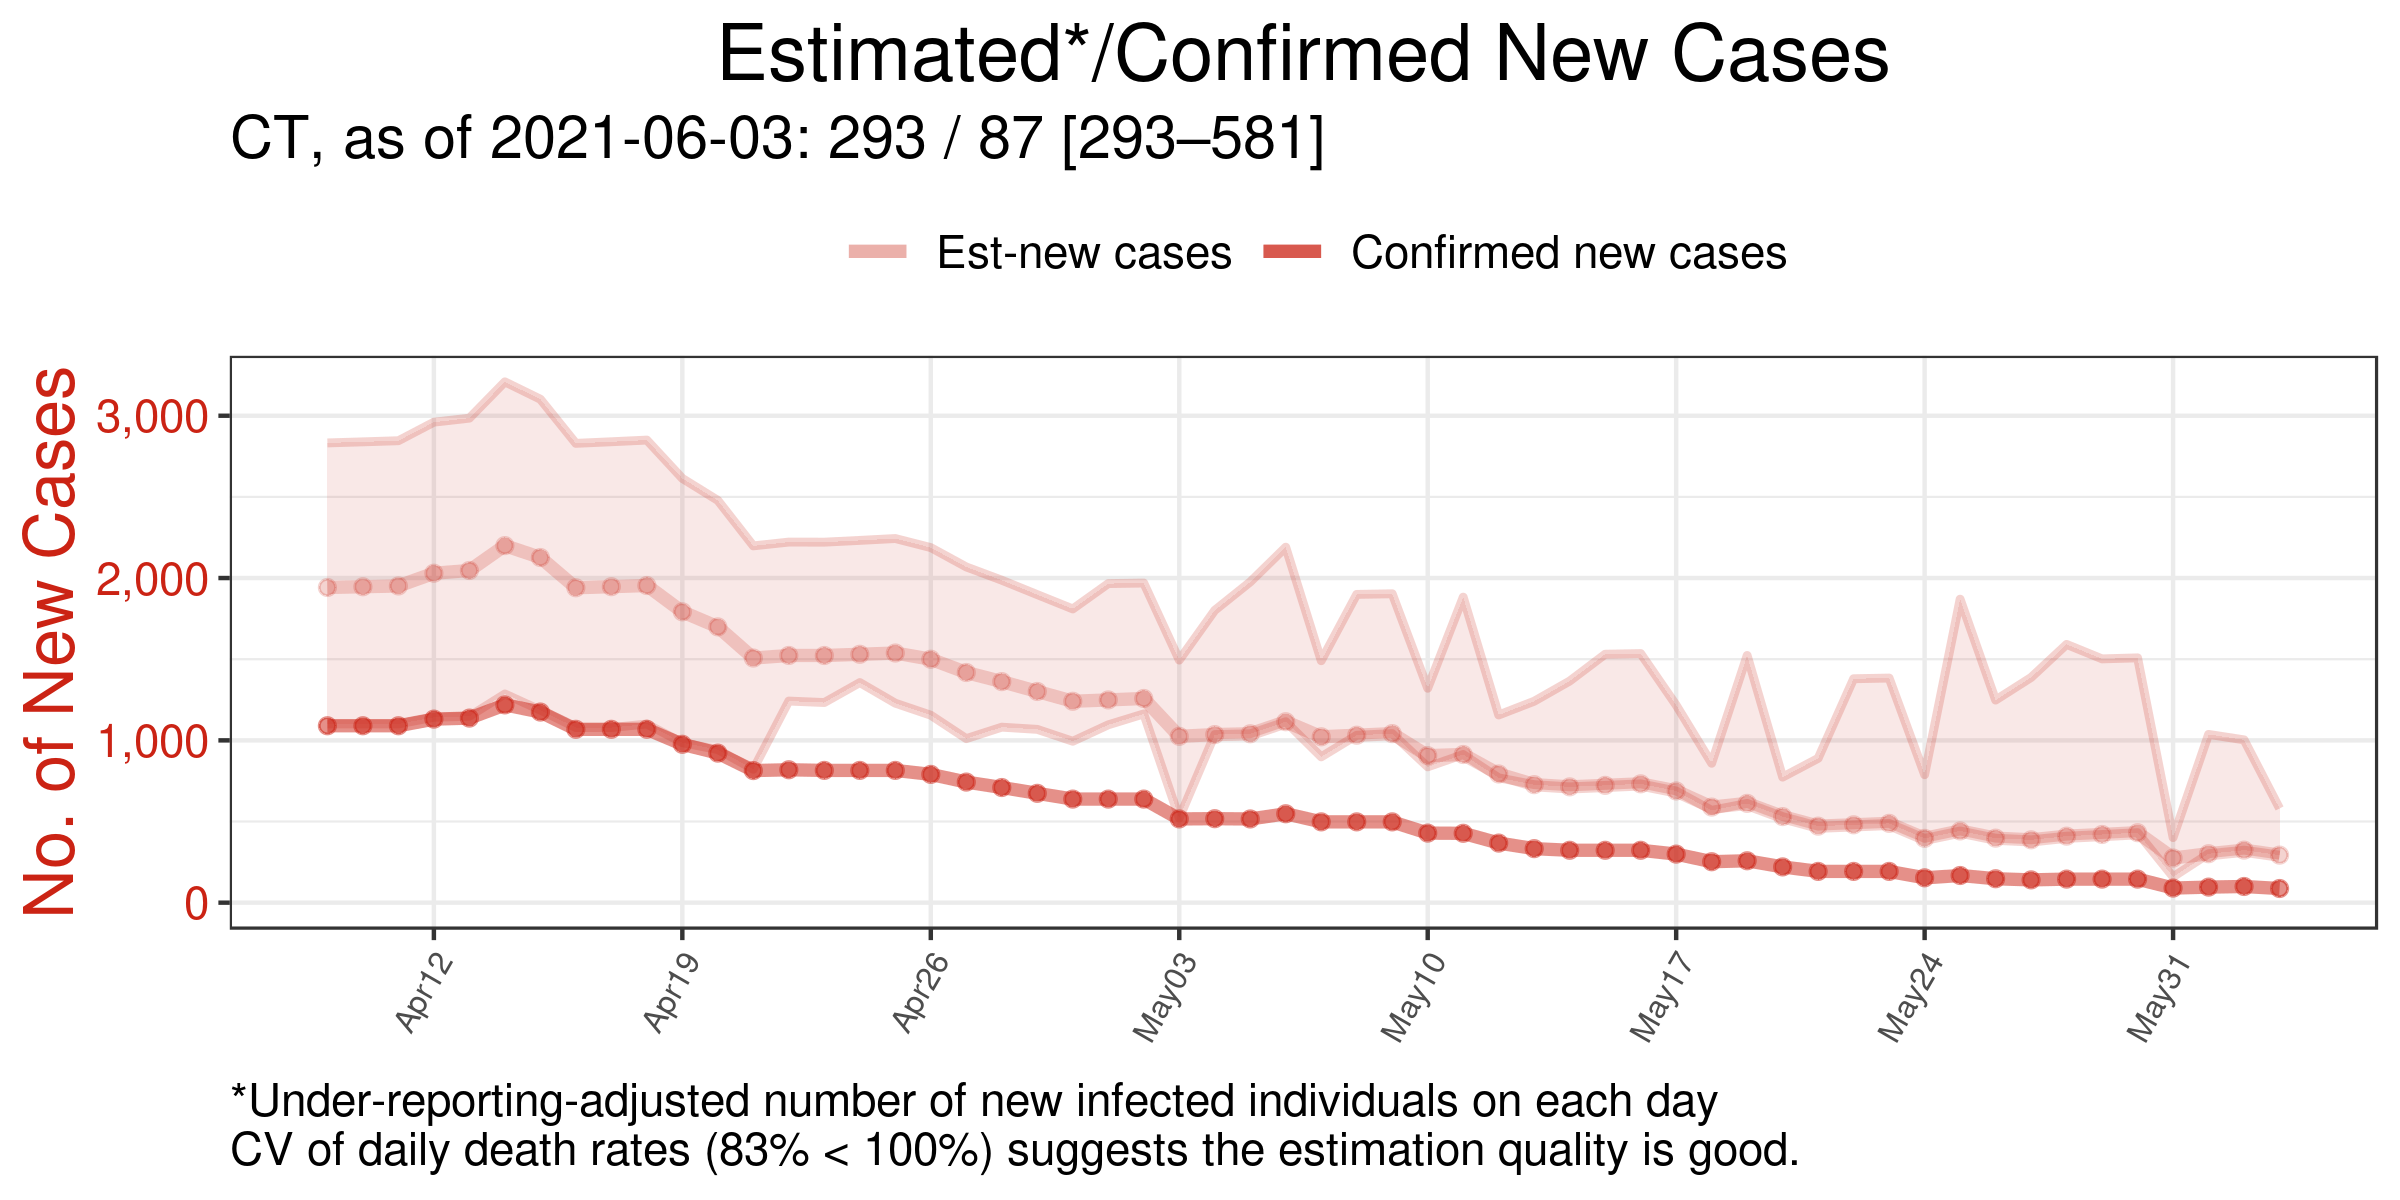 Estimated*/Confirmed New Cases
CT, as of 2021-06-03: 293 / 87 [293–581]
Est-new cases
Confirmed new cases
No. of New Cases
3,000
2,000
1,000
0
Apr12
Apr19
Apr26
May03
May10
May17
May24
May31
*Under-reporting-adjusted number of new infected individuals on each day
CV of daily death rates (83% < 100%) suggests the estimation quality is good.